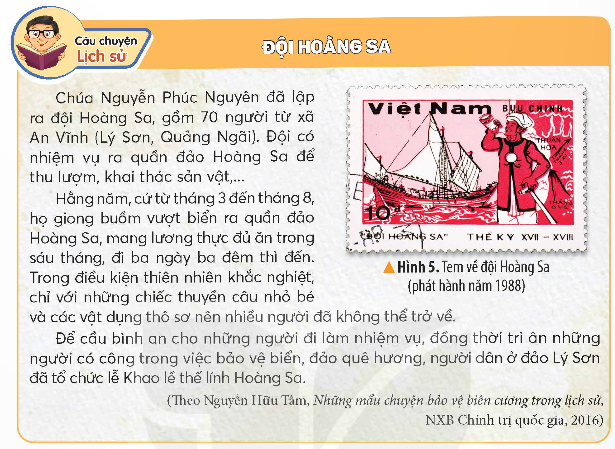 Câu chuyện
Lịch sử
ĐỘI HOÀNG SA
Chúa Nguyễn Phúc Nguyên đã lập
ra đội Hoàng Sa, gồm 70 người từ xã
An Vĩnh (Lý Sơn, Quảng Ngãi). Đội có
nhiệm vụ ra quần đảo Hoàng Sa để
thu lượm, khai thác sản vật,...
Hằng năm, cứ từ tháng 3 đến tháng 8,
họ giong buồm vượt biển ra quần đảo
Hoàng Sa, mang lương thực đủ ăn trong
sáu tháng, đi ba ngày ba đêm thì đến.
Trong điều kiện thiên nhiên khắc nghiệt,
chỉ với những chiếc thuyền câu nhỏ bé
và các vật dụng thô sơ nên nhiều người đã không thể trở về.
Việt Nam BƯU CHÍNH
THUẬN
HÓA
10
"ĐỘI HOÀNG SA" THẾ KỶ XVII - XVIII
Hình 5. Tem về đội Hoàng Sa
(phát hành năm 1988)
Để cầu bình an cho những người đi làm nhiệm vụ, đồng thời tri ân những
người có công trong việc bảo vệ biển, đảo quê hương, người dân ở đảo Lý Sơn
đã tổ chức lễ Khao lề thế lính Hoàng Sa.
(Theo Nguyễn Hữu Tâm, Những mẩu chuyện bảo vệ biên cương trong lịch sử,
NXB Chính trị quốc gia, 2016)